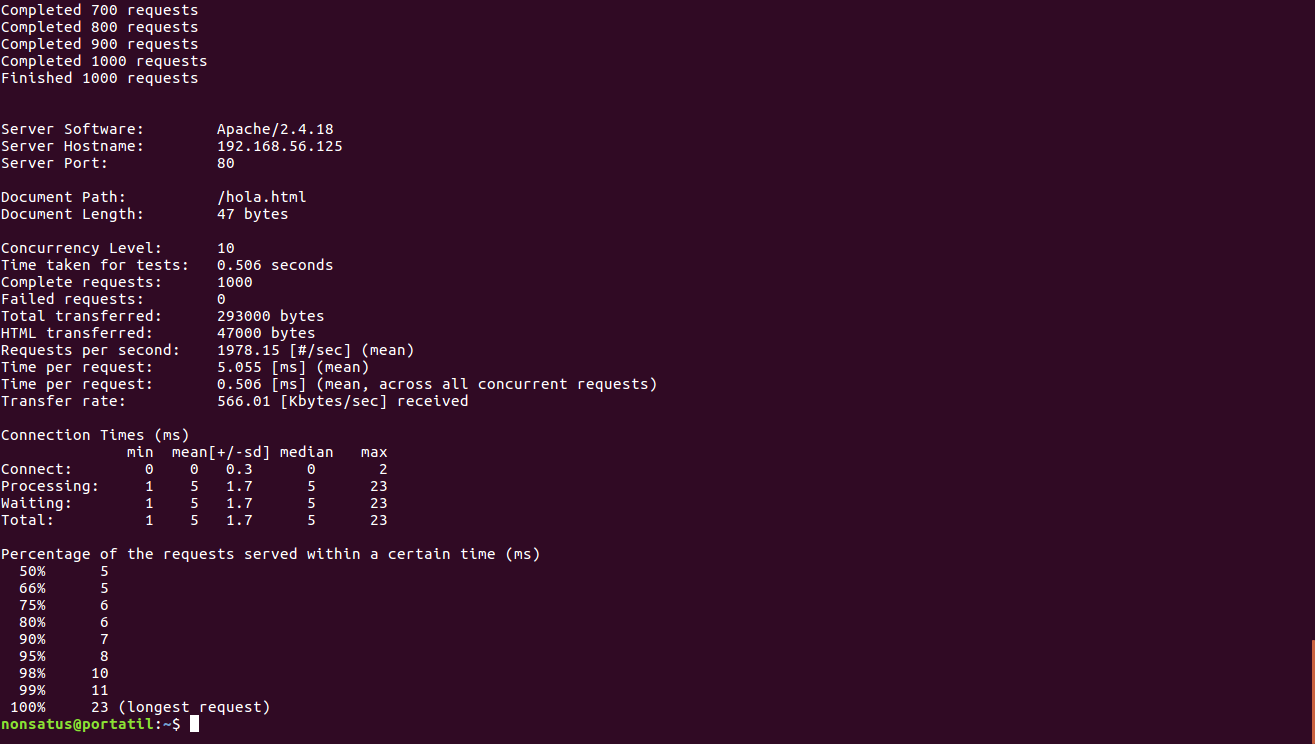 Completed 700 requests
Completed 800 requests
Completed 900 requests
Completed 1000 requests
Finished 1000 requests
Server Software:        Apache/2.4.18
Server Hostname:        192.168.56.125
Server Port:            80
Document Path:          /hola.html
Document Length:        47 bytes
Concurrency Level:      10
Time taken for tests:   0.506 seconds
Complete requests:      1000
Failed requests:        0
Total transferred:      293000 bytes
HTML transferred:       47000 bytes
Requests per second:    1978.15 [#/sec] (mean)
Time per request:       5.055 [ms] (mean)
Time per request:       0.506 [ms] (mean, across all concurrent requests)
Transfer rate:          566.01 [Kbytes/sec] received
Connection Times (ms)
              min  mean[+/-sd] median   max
Connect:        0    0   0.3      0       2
Processing:     1    5   1.7      5      23
Waiting:        1    5   1.7      5      23
Total:          1    5   1.7      5      23
Percentage of the requests served within a certain time (ms)
  50%      5
  66%      5
  75%      6
  80%      6
  90%      7
  95%      8
  98%     10
  99%     11
 100%     23 (longest request)
nonsatus@portatil:~$